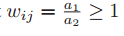 w_{ij} = \frac{a_1}{a_2} \geq 1